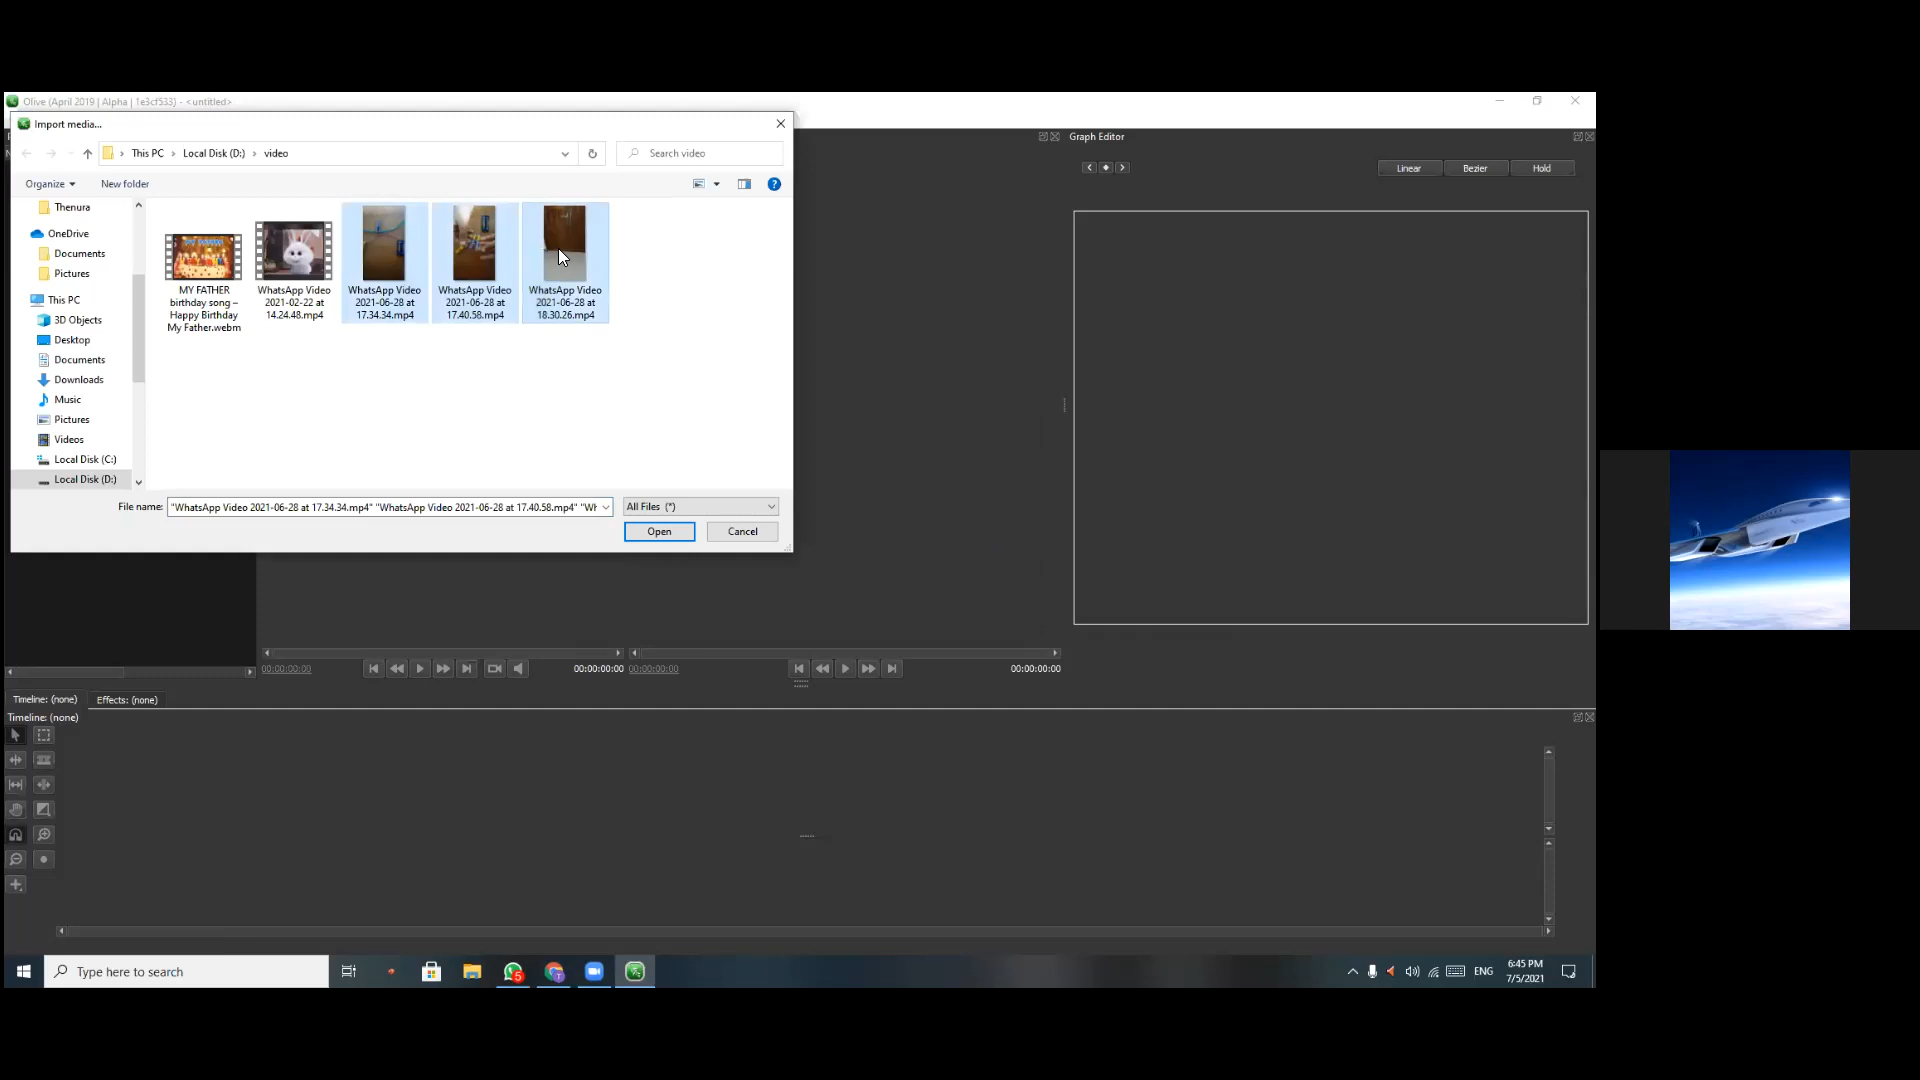 Olive (April 2019 | Alpha | 1e3cf533) - <untitled>
Import media...
This PC > Local Disk (D:) > video
Search video
Organize
New folder
Thenura
OneDrive
Documents
Pictures
This PC
3D Objects
Desktop
Documents
Downloads
Music
Pictures
Videos
Local Disk (C:)
Local Disk (D:)
MY FATHER
birthday song –
Happy Birthday
My Father.webm
WhatsApp Video
2021-02-22 at
14.24.48.mp4
WhatsApp Video
2021-06-28 at
17.34.34.mp4
WhatsApp Video
2021-06-28 at
17.40.58.mp4
WhatsApp Video
2021-06-28 at
18.30.26.mp4
File name: "WhatsApp Video 2021-06-28 at 17.34.34.mp4" "WhatsApp Video 2021-06-28 at 17.40.58.mp4" "Wh
All Files (*)
Open
Cancel
Graph Editor
Linear
Bezier
Hold
00:00:00:00
00:00:00:00
00:00:00:00
00:00:00:00
Timeline: (none)
Effects: (none)
Timeline: (none)
Type here to search
5
ENG
6:45 PM
7/5/2021